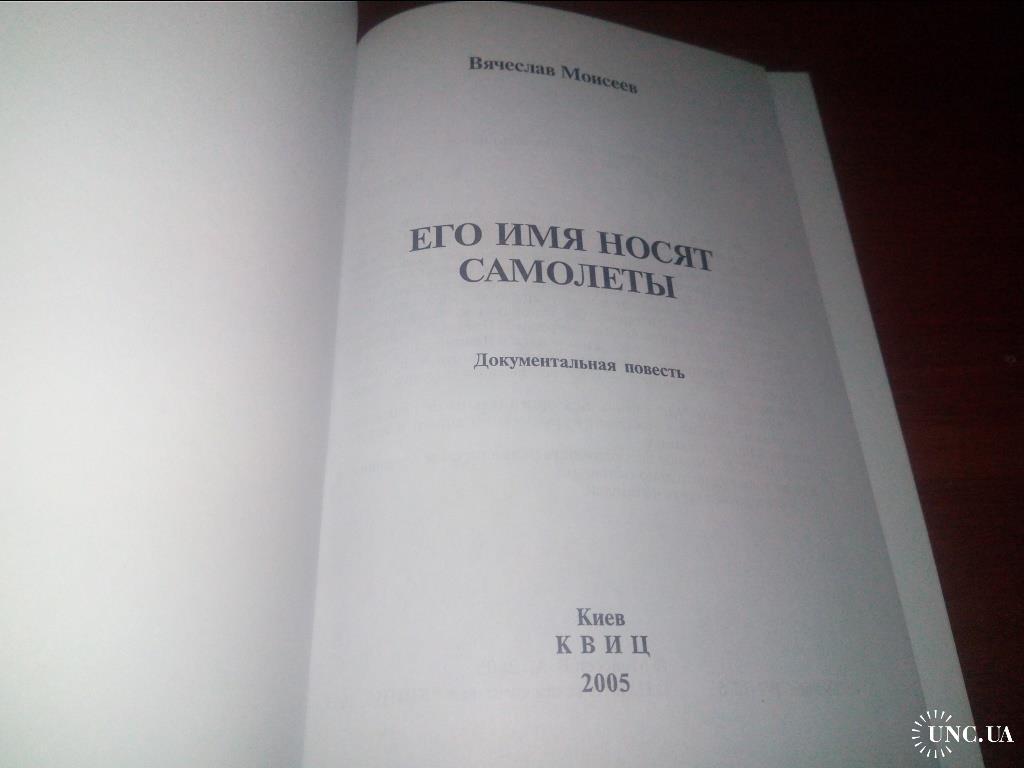 Вячеслав Моисеев
ЕГО ИМЯ НОСЯТ
САМОЛЕТЫ
Документальная повесть
Киев
К В И Ц
2005
UNC.UA